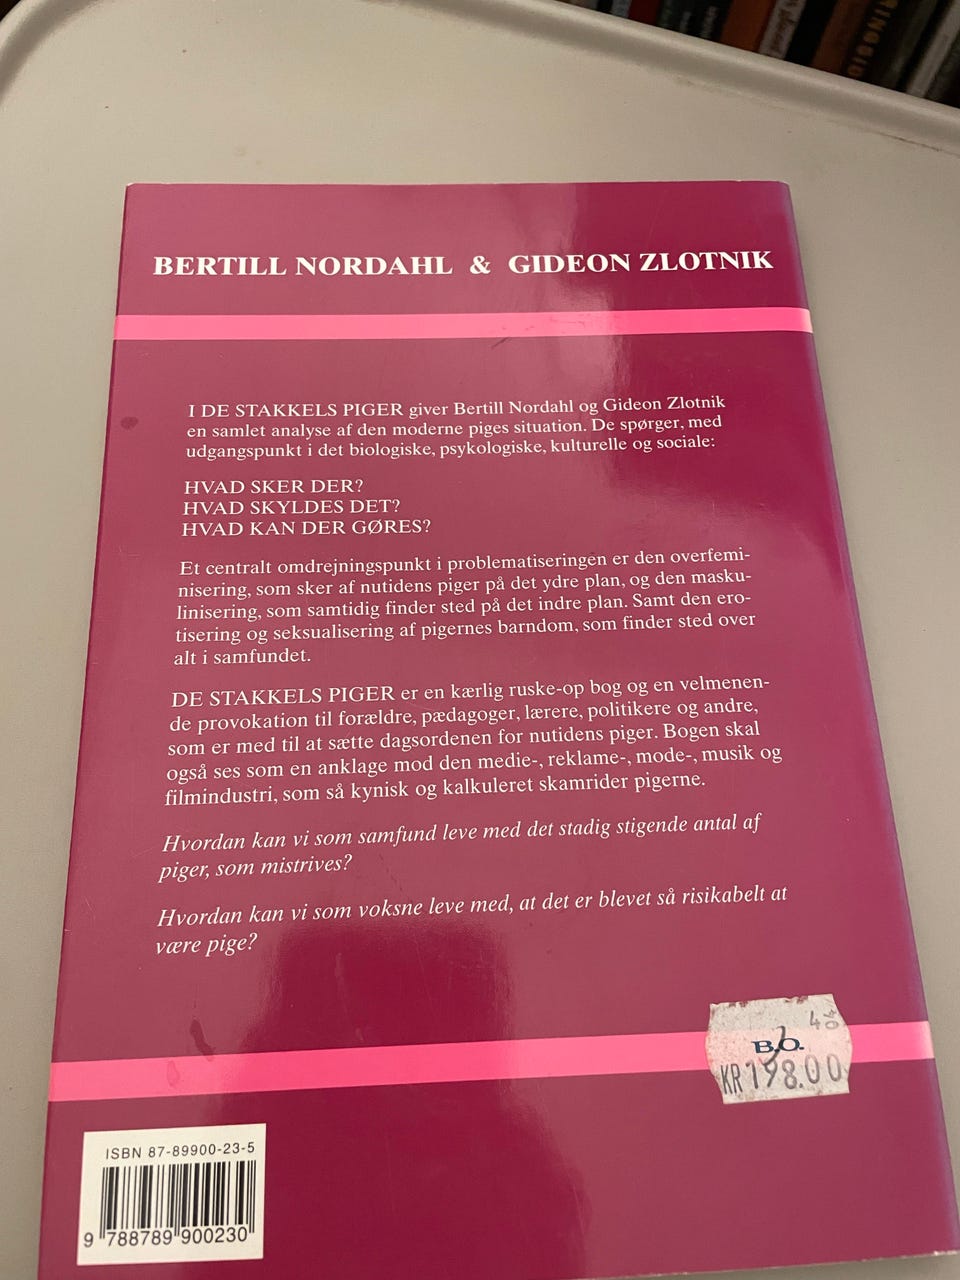 RINGSID
BERTILL NORDAHL & GIDEON ZLOTNIK
I DE STAKKELS PIGER giver Bertill Nordahl og Gideon Zlotnik
en samlet analyse af den moderne piges situation. De spørger, med
udgangspunkt i det biologiske, psykologiske, kulturelle og sociale:
HVAD SKER DER?
HVAD SKYLDES DET?
HVAD KAN DER GØRES?
Et centralt omdrejningspunkt i problematiseringen er den overfemi-
nisering, som sker af nutidens piger på det ydre plan, og den masku-
linisering, som samtidig finder sted på det indre plan. Samt den ero-
tisering og seksualisering af pigernes barndom, som finder sted over
alt i samfundet.
DE STAKKELS PIGER er en kærlig ruske-op bog og en velmenen-
de provokation til forældre, pædagoger, lærere, politikere og andre,
som er med til at sætte dagsordenen for nutidens piger. Bogen skal
også ses som en anklage mod den medie-, reklame-, mode-, musik og
filmindustri, som så kynisk og kalkuleret skamrider pigerne.
Hvordan kan vi som samfund leve med det stadig stigende antal af
piger, som mistrives?
Hvordan kan vi som voksne leve med, at det er blevet så risikabelt at
være pige?
B.O.
KR 198.00
ISBN 87-89900-23-5
9 788789 900230